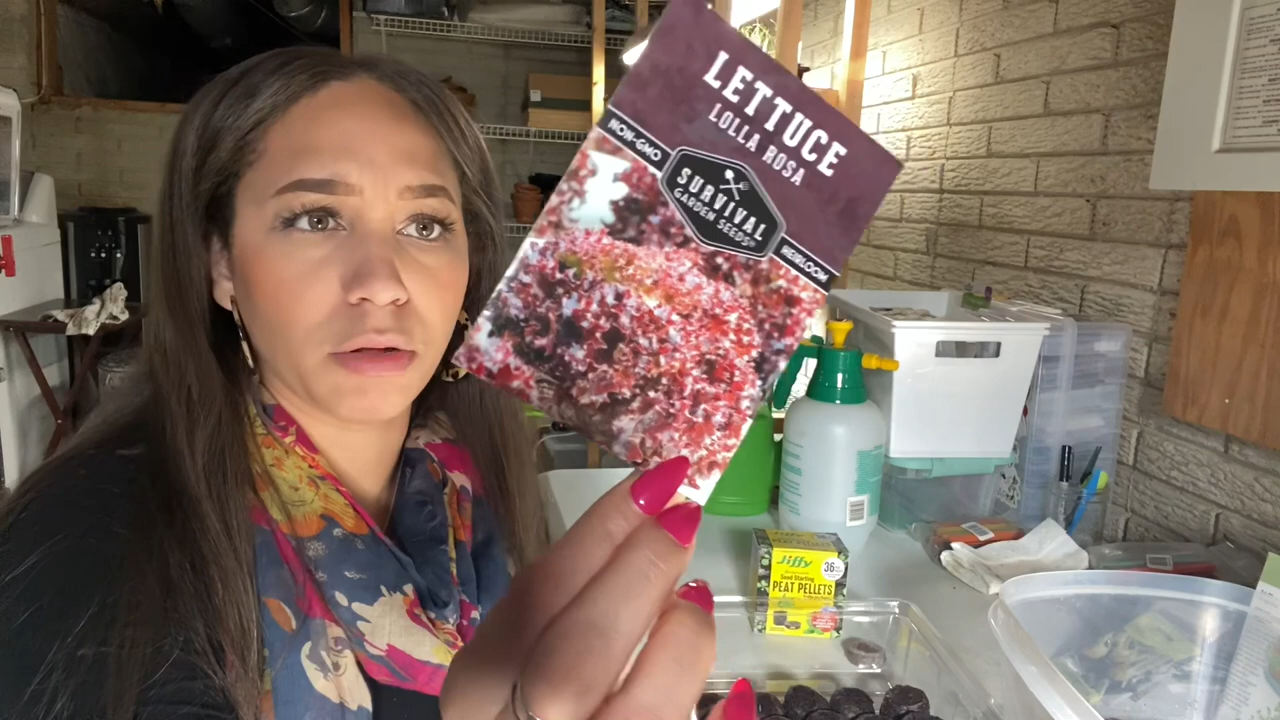 LETTUCE
LOLLA ROSA
NON-GMO
SURVIVAL
GARDEN SEEDS®
HEIRLOOM
Jiffy
36
Seed Starting
PEAT PELLETS